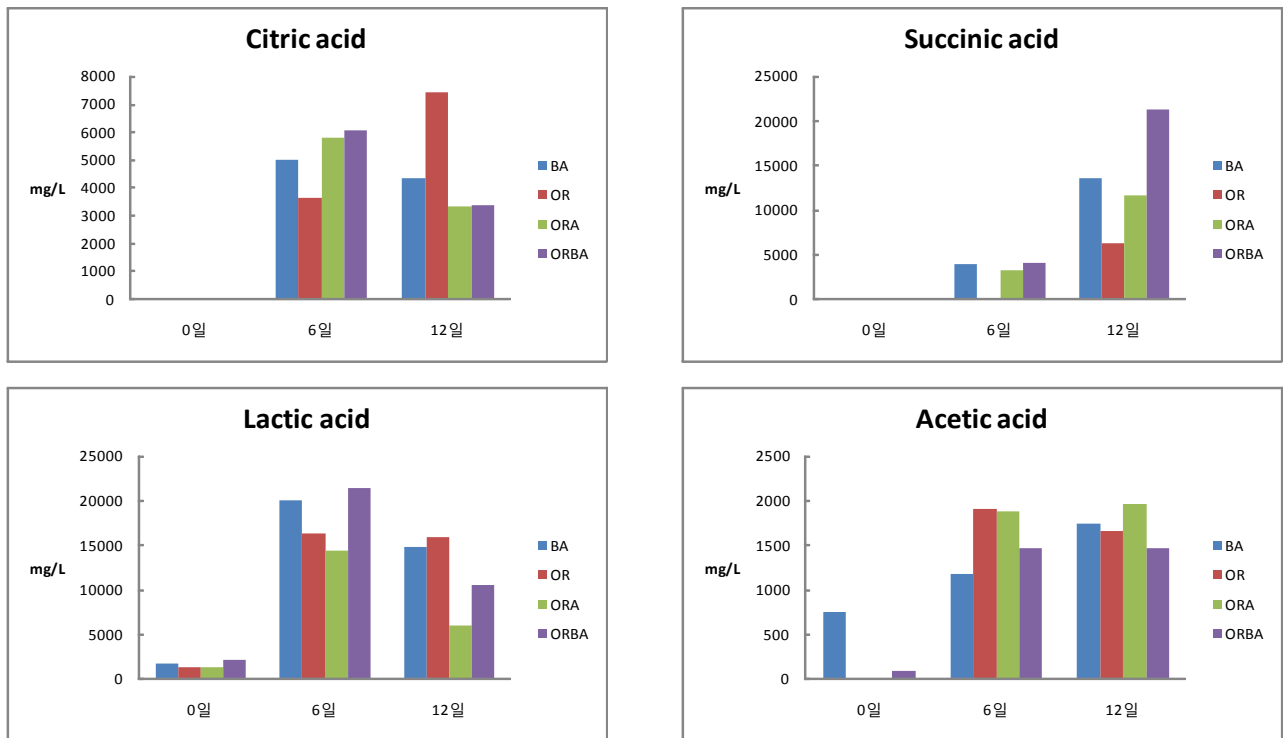 Citric acid
8000
7000
6000
5000
4000
3000
2000
1000
0
mg/L
0일 6일 12일
BA
OR
ORA
ORBA
Succinic acid
25000
20000
15000
10000
5000
0
mg/L
0일 6일 12일
BA
OR
ORA
ORBA
Lactic acid
25000
20000
15000
10000
5000
0
mg/L
0일 6일 12일
BA
OR
ORA
ORBA
Acetic acid
2500
2000
1500
1000
500
0
mg/L
0일 6일 12일
BA
OR
ORA
ORBA